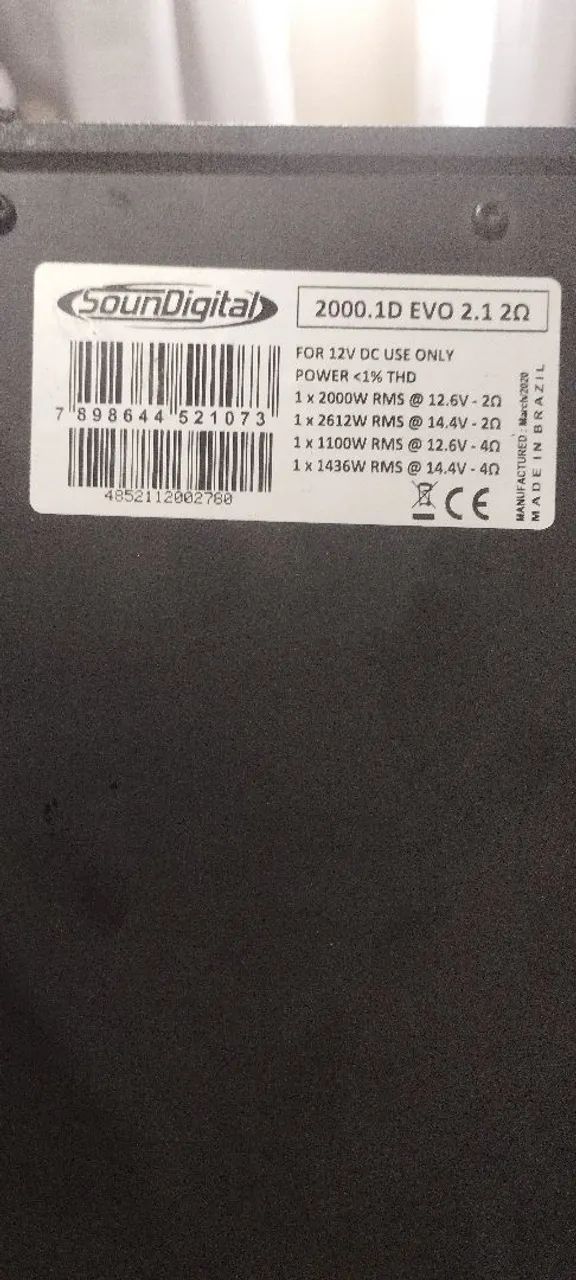 SounDigital
2000.1D EVO 2.1 2Ω
7 898644 521073
4852112002780
FOR 12V DC USE ONLY
POWER <1% THD
1 x 2000W RMS @ 12.6V - 2Ω
1 x 2612W RMS @ 14.4V - 2Ω
1 x 1100W RMS @ 12.6V - 4Ω
1 x 1436W RMS @ 14.4V - 4Ω
CE
MANUFACTURED : March/2020
MADE IN BRAZIL